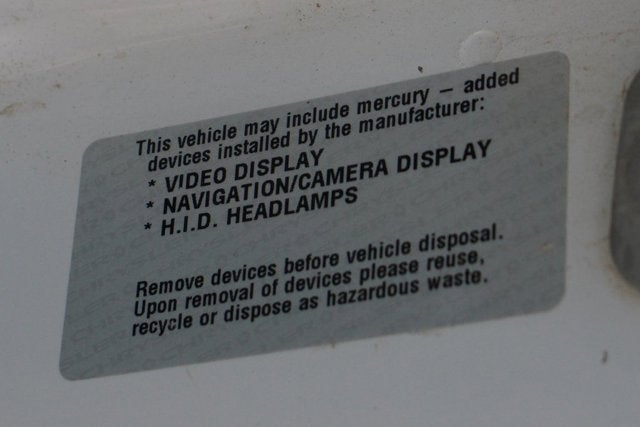 This vehicle may include mercury – added
devices installed by the manufacturer:
* VIDEO DISPLAY
* NAVIGATION/CAMERA DISPLAY
* H.I.D. HEADLAMPS
Remove devices before vehicle disposal.
Upon removal of devices please reuse,
recycle or dispose as hazardous waste.